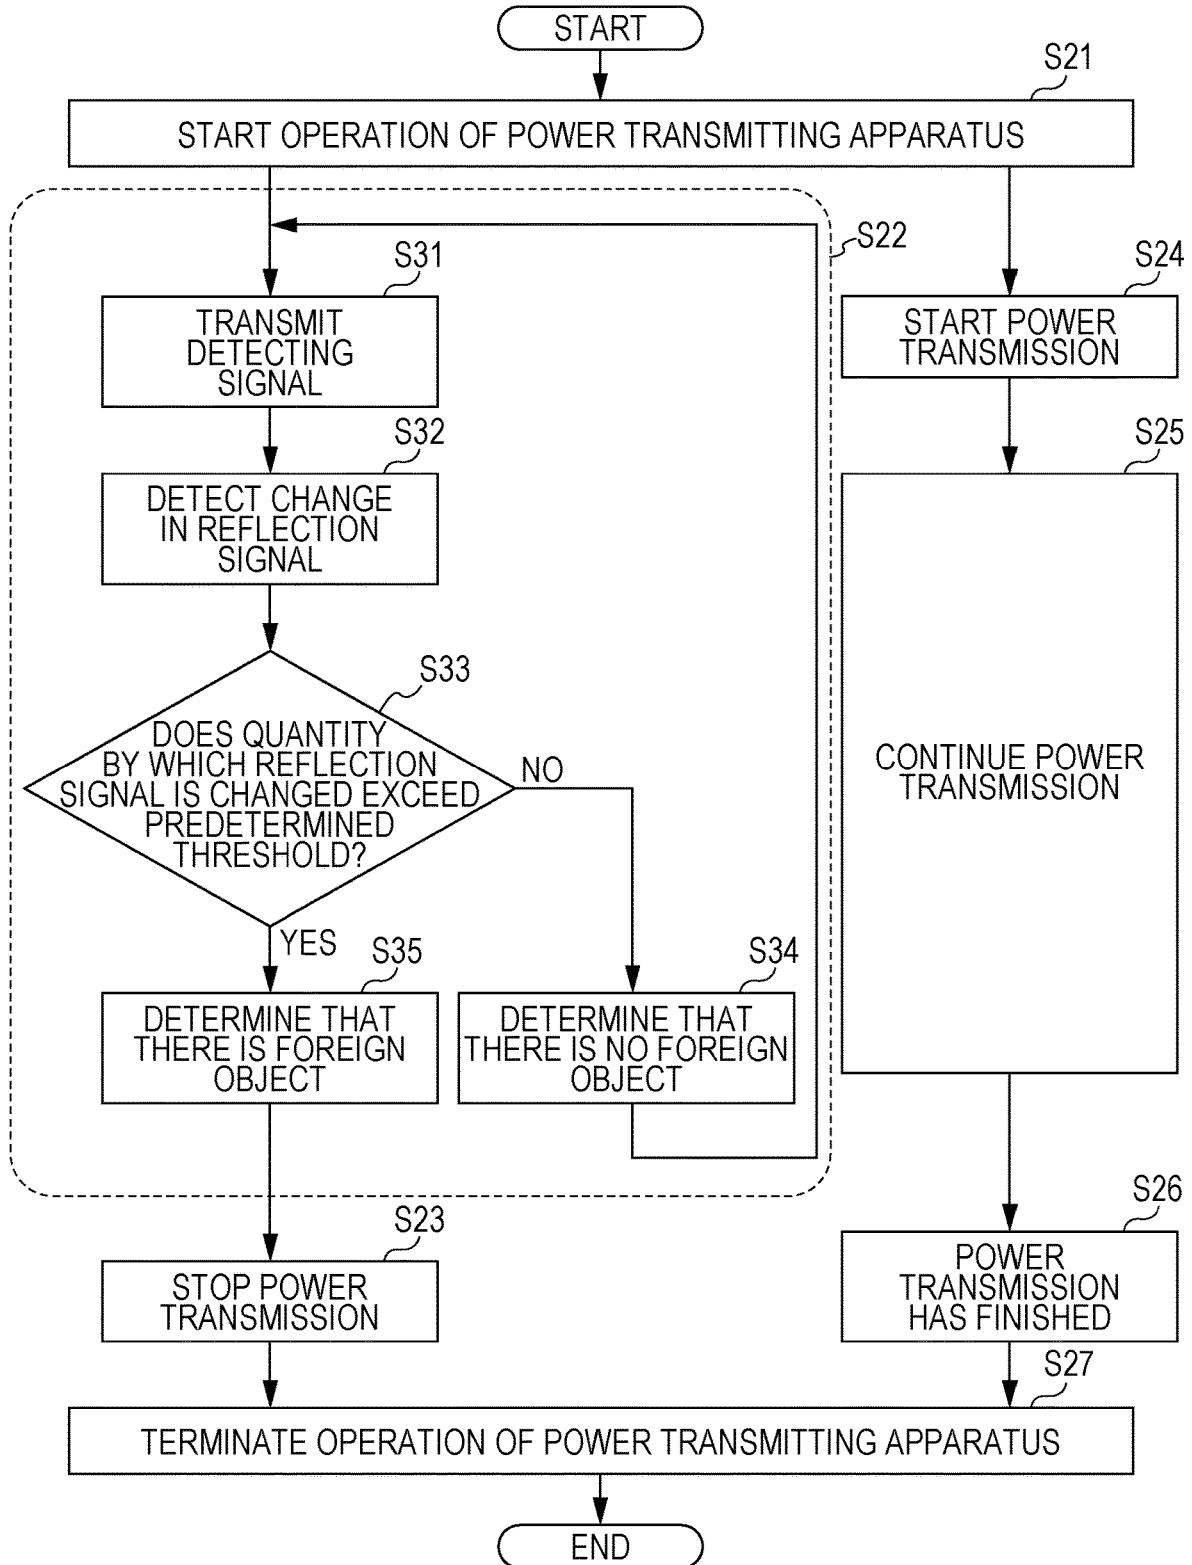 START
S21
START OPERATION OF POWER TRANSMITTING APPARATUS
S22
S31
TRANSMIT
DETECTING
SIGNAL
S24
START POWER
TRANSMISSION
S32
DETECT CHANGE
IN REFLECTION
SIGNAL
S25
CONTINUE POWER
TRANSMISSION
S33
DOES QUANTITY
BY WHICH REFLECTION
SIGNAL IS CHANGED EXCEED
PREDETERMINED
THRESHOLD?
NO
YES
S35
DETERMINE THAT
THERE IS FOREIGN
OBJECT
S34
DETERMINE THAT
THERE IS NO FOREIGN
OBJECT
S23
STOP POWER
TRANSMISSION
S26
POWER
TRANSMISSION
HAS FINISHED
S27
TERMINATE OPERATION OF POWER TRANSMITTING APPARATUS
END